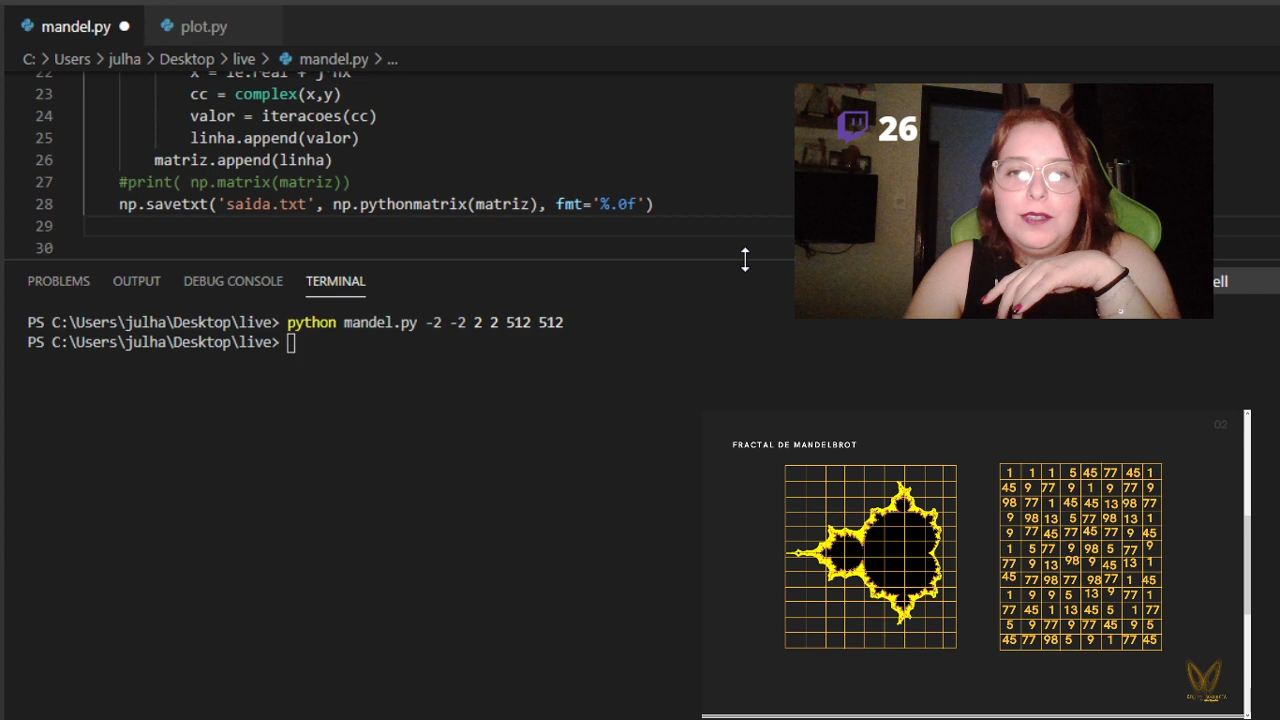 mandel.py
plot.py
C: > Users > julha > Desktop > live > mandel.py > ...
22 x = le.real + j*hx
23 cc = complex(x,y)
24 valor = iteracoes(cc)
25 linha.append(valor)
26 matriz.append(linha)
27 #print( np.matrix(matriz))
28 np.savetxt('saida.txt', np.pythonmatrix(matriz), fmt='%.0f')
29
30
26
PROBLEMS OUTPUT DEBUG CONSOLE TERMINAL
ell
PS C:\Users\julha\Desktop\live> python mandel.py -2 -2 2 2 512 512
PS C:\Users\julha\Desktop\live>
02
FRACTAL DE MANDELBROT
1 1 1 5 45 77 45 1
45 9 77 9 1 9 77 9
98 77 1 45 45 13 98 77
9 98 13 5 77 98 13 1
9 77 45 77 45 77 9 45
1 5 77 9 98 5 77 9
77 9 13 98 9 45 13 1
45 77 98 77 98 77 1 45
1 9 9 5 13 9 77 1
77 45 1 13 45 5 1 77
5 9 77 9 77 45 9 5
45 77 98 5 9 1 77 45